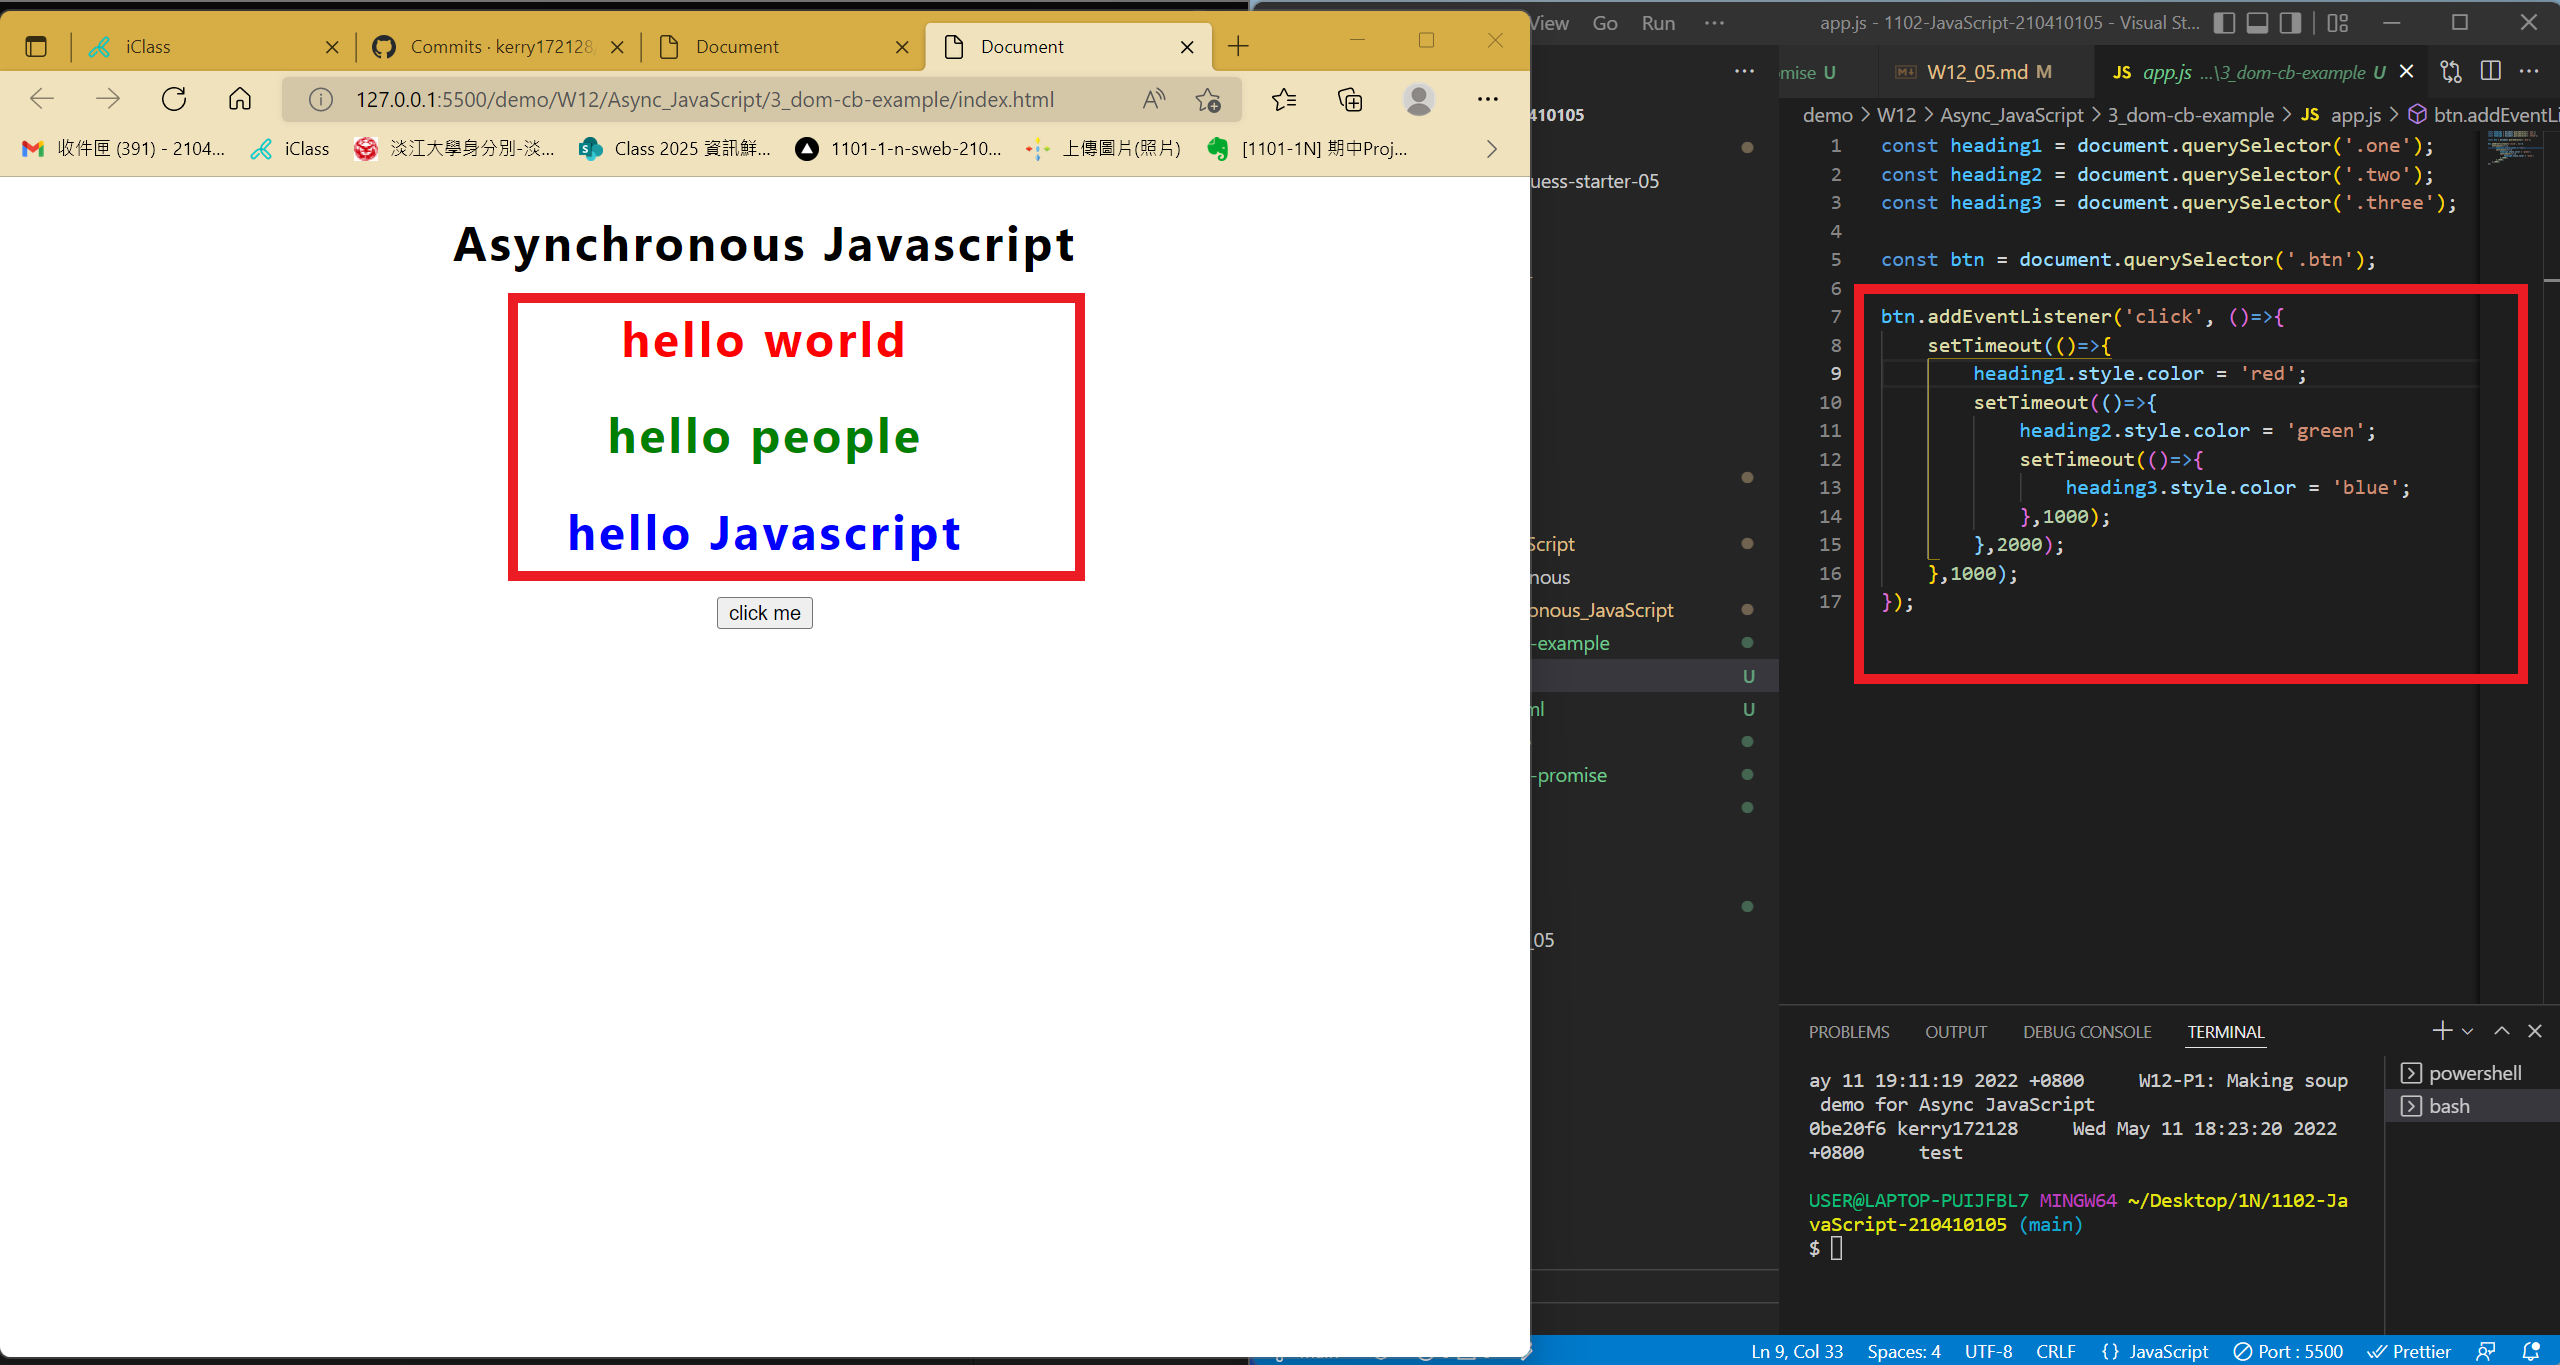 iClass
Commits · kerry172128
Document
Document
127.0.0.1:5500/demo/W12/Async_JavaScript/3_dom-cb-example/index.html
收件匣 (391) - 2104...
iClass
淡江大學身分別-淡...
Class 2025 資訊鮮...
1101-1-n-sweb-210...
上傳圖片(照片)
[1101-1N] 期中Proj...
Asynchronous Javascript
hello world
hello people
hello Javascript
click me
View Go Run ···
app.js - 1102-JavaScript-210410105 - Visual St...
omise U
W12_05.md M
JS app.js ...\3_dom-cb-example U
demo > W12 > Async_JavaScript > 3_dom-cb-example > JS app.js > btn.addEventLi
410105
uess-starter-05
Script
nous
onous_JavaScript
-example
U
ml U
-promise
_05
1 const heading1 = document.querySelector('.one');
2 const heading2 = document.querySelector('.two');
3 const heading3 = document.querySelector('.three');
4
5 const btn = document.querySelector('.btn');
6
7 btn.addEventListener('click', ()=>{
8 setTimeout(()=>{
9 heading1.style.color = 'red';
10 setTimeout(()=>{
11 heading2.style.color = 'green';
12 setTimeout(()=>{
13 heading3.style.color = 'blue';
14 },1000);
15 },2000);
16 },1000);
17 });
PROBLEMS OUTPUT DEBUG CONSOLE TERMINAL
ay 11 19:11:19 2022 +0800 W12-P1: Making soup
demo for Async JavaScript
0be20f6 kerry172128 Wed May 11 18:23:20 2022
+0800 test
USER@LAPTOP-PUIJFBL7 MINGW64 ~/Desktop/1N/1102-Ja
vaScript-210410105 (main)
$
powershell
bash
Ln 9, Col 33 Spaces: 4 UTF-8 CRLF {} JavaScript Port : 5500 Prettier